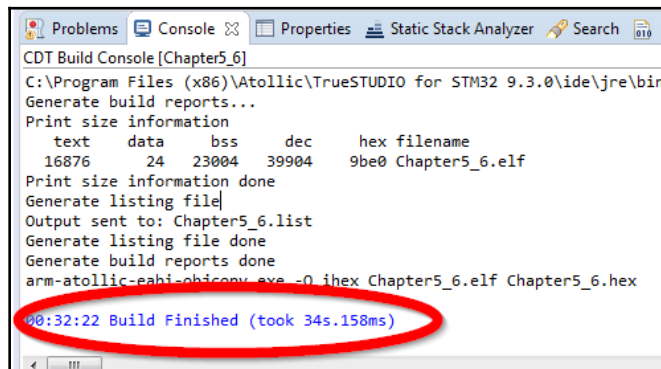 Problems Console Properties Static Stack Analyzer Search 010
CDT Build Console [Chapter5_6]
C:\Program Files (x86)\Atollic\TrueSTUDIO for STM32 9.3.0\ide\jre\bin
Generate build reports...
Print size information
text data bss dec hex filename
16876 24 23004 39904 9be0 Chapter5_6.elf
Print size information done
Generate listing file
Output sent to: Chapter5_6.list
Generate listing file done
Generate build reports done
arm-atollic-eabi-objcopy.exe -O ihex Chapter5_6.elf Chapter5_6.hex
00:32:22 Build Finished (took 34s.158ms)